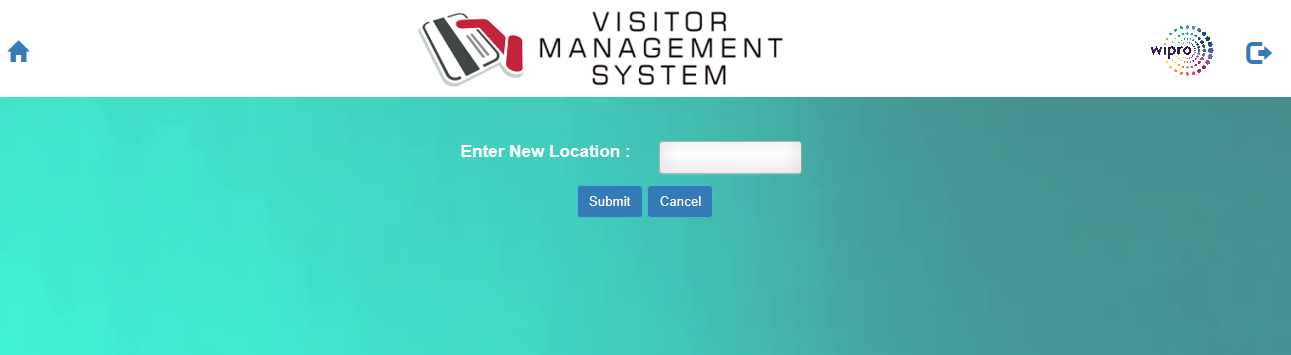 VISITOR
MANAGEMENT
SYSTEM
wipro
Enter New Location :
Submit Cancel